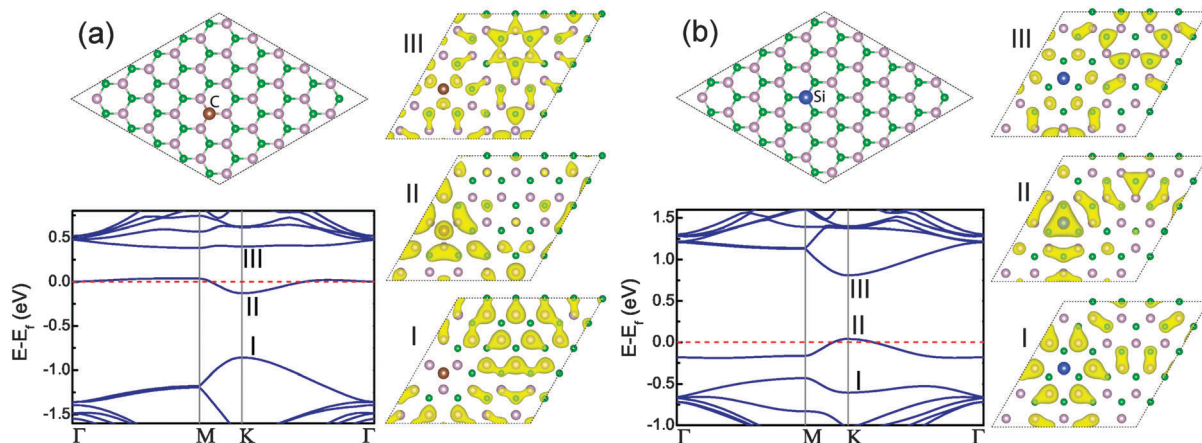 (a)
C
III
II
I
E-E_f (eV)
0.5
0.0
-0.5
-1.0
-1.5
III
II
I
Γ
M
K
Γ
(b)
Si
III
II
I
E-E_f (eV)
1.5
1.0
0.5
0.0
-0.5
-1.0
III
II
I
Γ
M
K
Γ